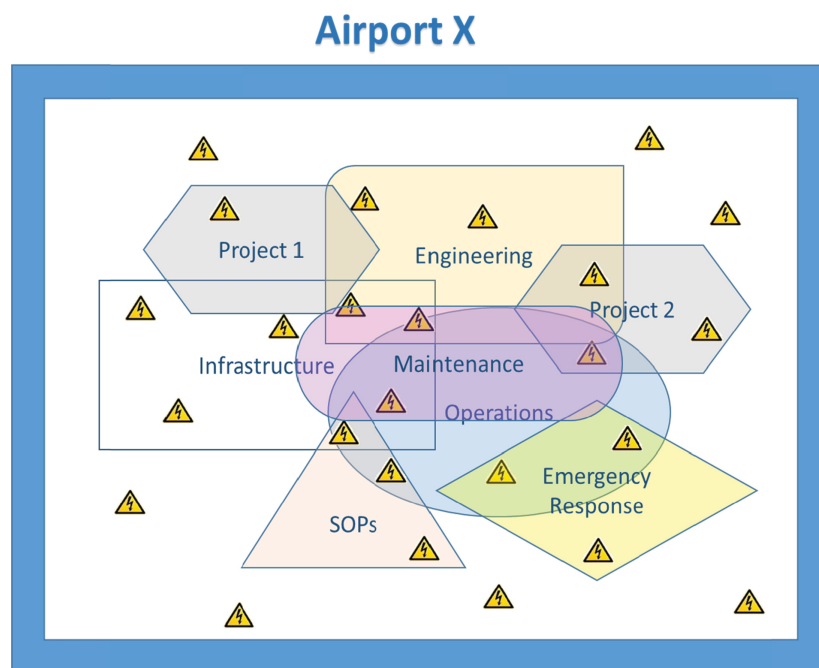 Airport X
Project 1
Engineering
Project 2
Infrastructure
Maintenance
Operations
Emergency
Response
SOPs